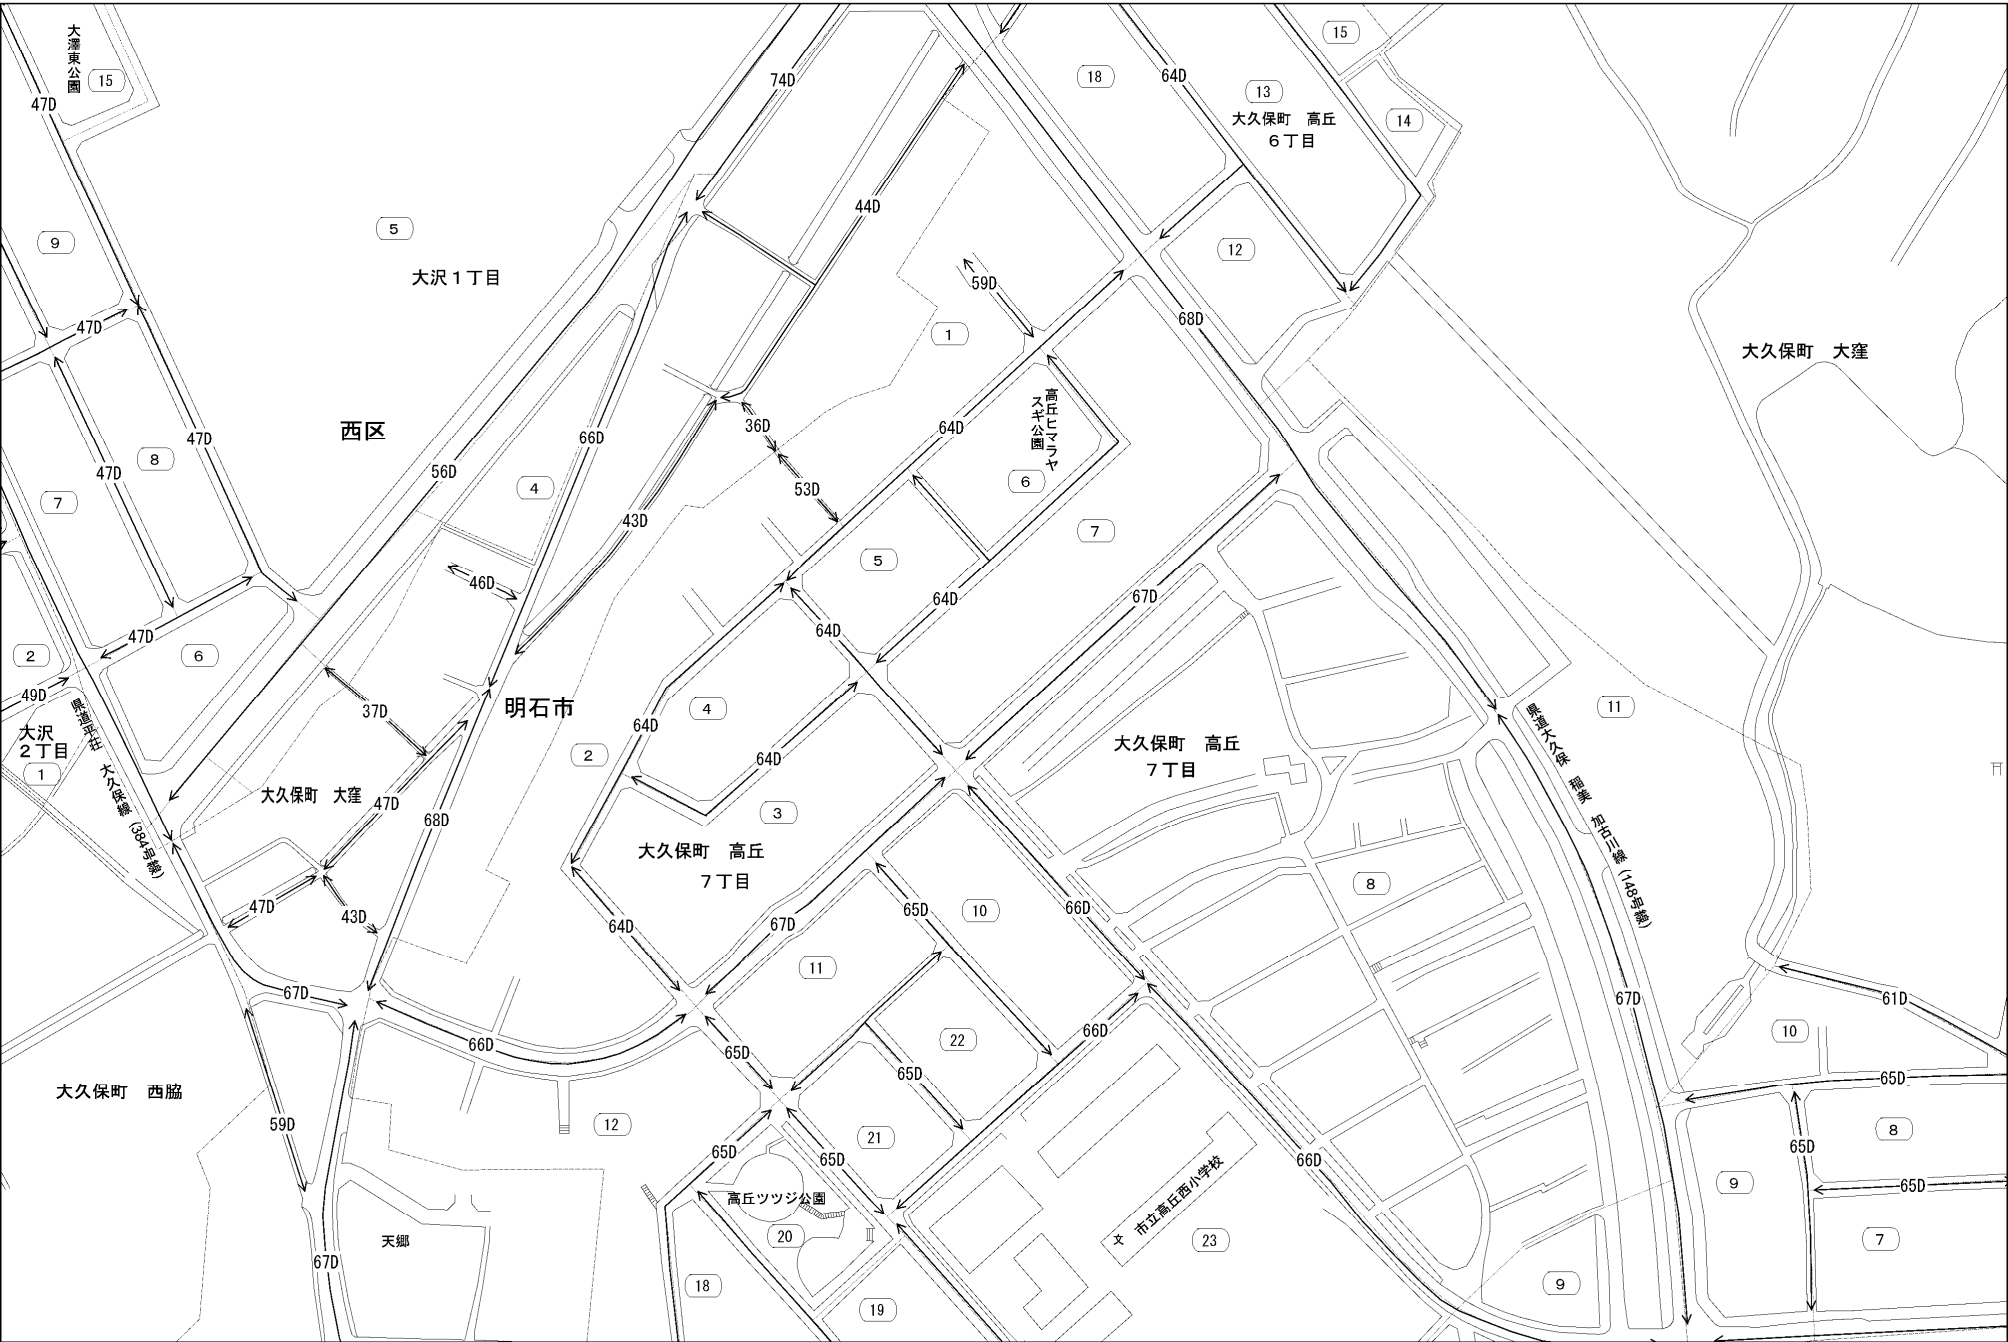 大澤東公園
15
47D
74D
18
64D
13
大久保町 高丘
6丁目
15
14
9
5
大沢1丁目
44D
12
47D
59D
1
68D
大久保町 大窪
西区
47D
8
47D
7
56D
66D
4
36D
64D
高丘ヒマラヤ
スギ公園
6
53D
43D
7
5
46D
64D
67D
64D
47D
6
2
49D
大沢
2丁目
1
県道平荘 大久保線 (384号線)
37D
明石市
64D
4
2
64D
大久保町 高丘
7丁目
県道大久保 稲美 加古川線 (148号線)
11
大久保町 大窪
47D
68D
3
大久保町 高丘
7丁目
8
47D
43D
64D
67D
65D
10
66D
11
67D
66D
65D
22
66D
67D
61D
10
大久保町 西脇
59D
12
65D
21
65D
65D
65D
65D
8
66D
市立高丘西小学校
文
高丘ツツジ公園
20
23
9
65D
7
天郷
67D
18
19
9